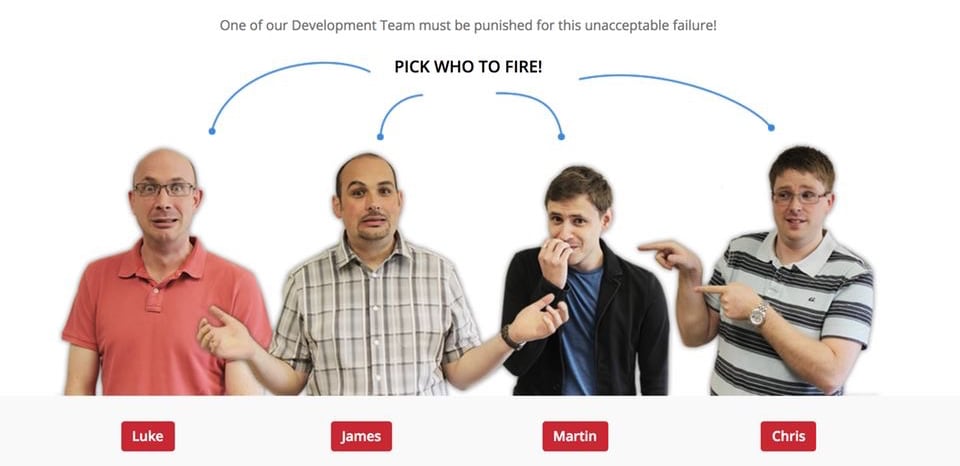 One of our Development Team must be punished for this unacceptable failure!
PICK WHO TO FIRE!
Luke
James
Martin
Chris